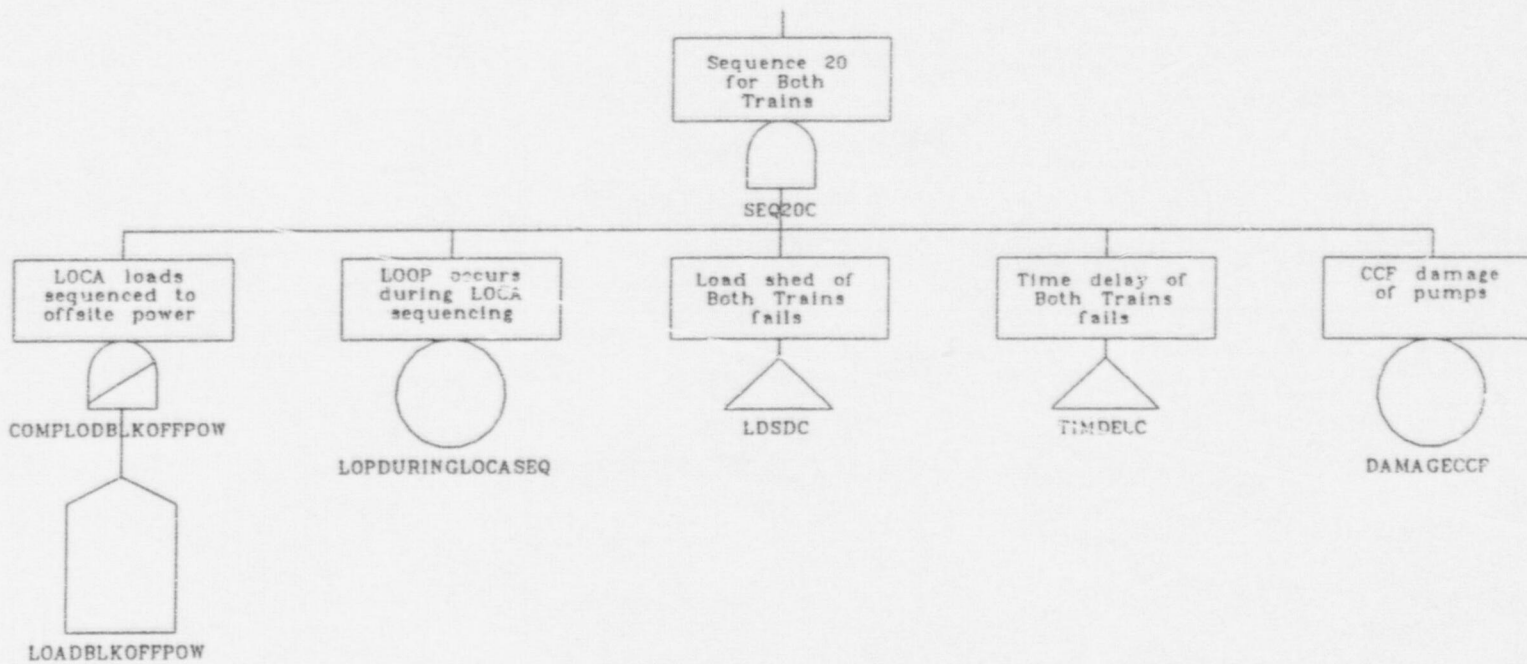 Sequence 20
for Both
Trains
SEQ20C
LOCA loads
sequenced to
offsite power
COMPLODBLKOFFPOW
LOADBLKOFFPOW
LOOP occurs
during LOCA
sequencing
LOPDURINGLOCASEQ
Load shed of
Both Trains
fails
LDSDC
Time delay of
Both Trains
fails
TIMDELC
CCF damage
of pumps
DAMAGECCF